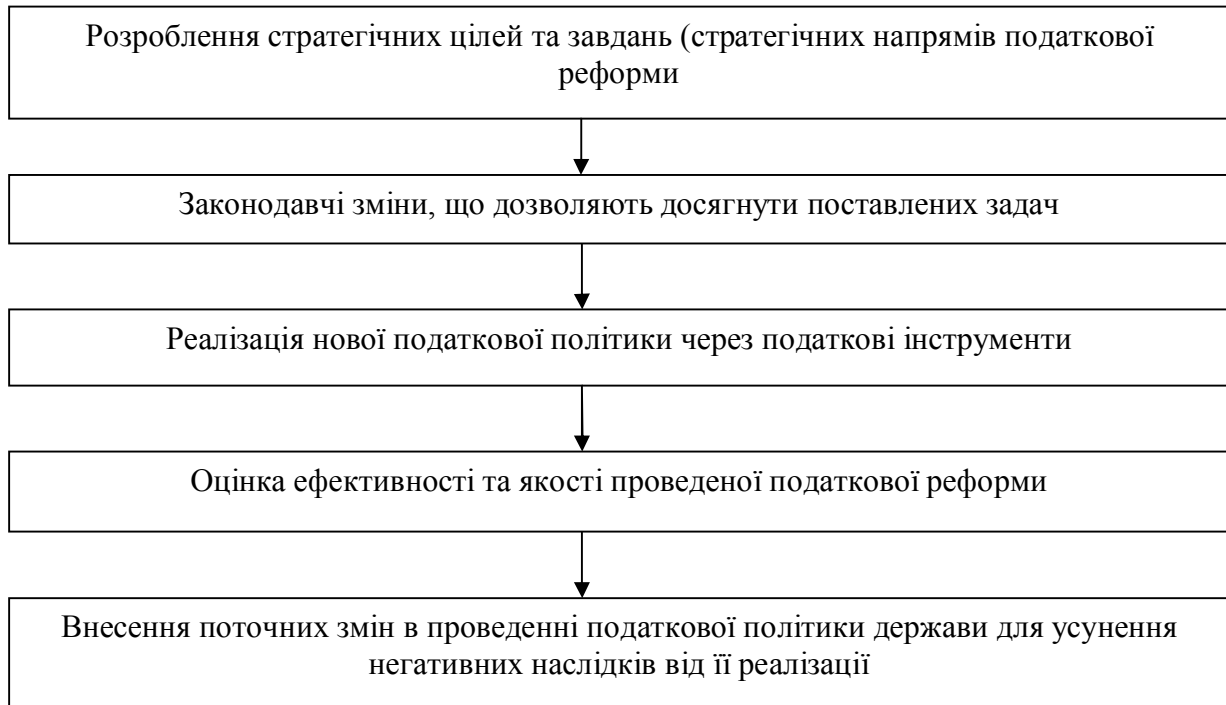 Розроблення стратегічних цілей та завдань (стратегічних напрямів податкової
реформи
Законодавчі зміни, що дозволяють досягнути поставлених задач
Реалізація нової податкової політики через податкові інструменти
Оцінка ефективності та якості проведеної податкової реформи
Внесення поточних змін в проведенні податкової політики держави для усунення
негативних наслідків від її реалізації